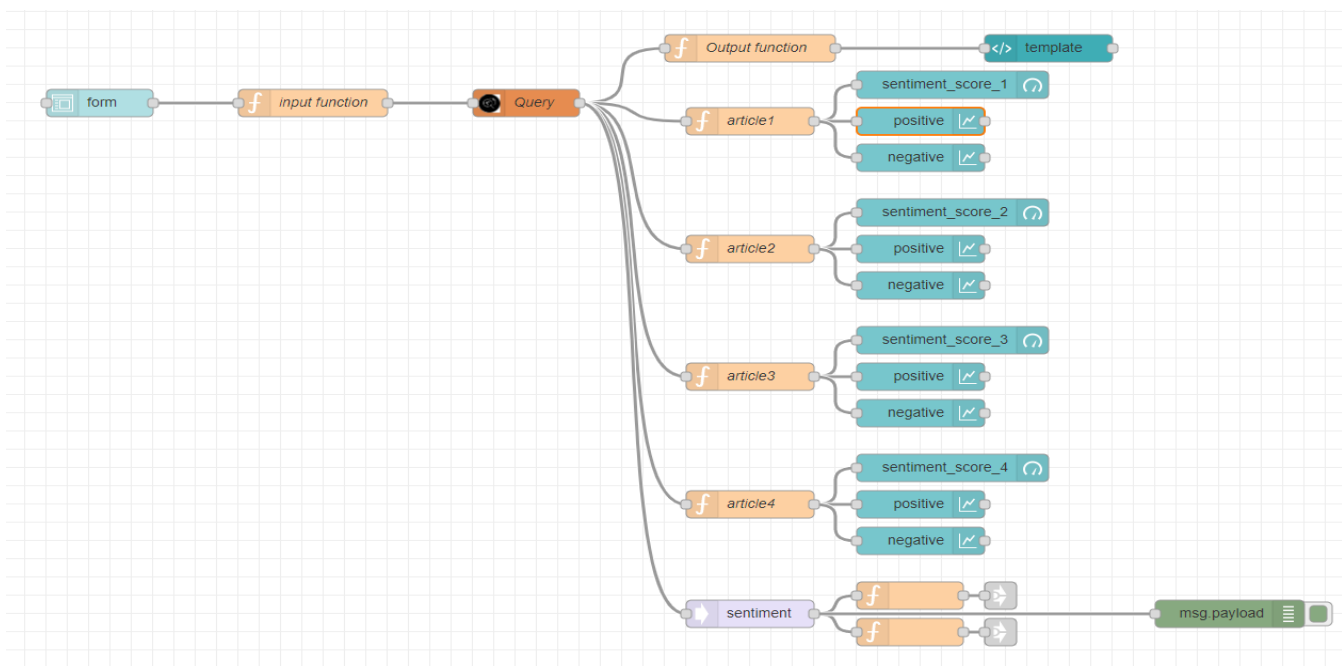 Output function
template
form
input function
Query
sentiment_score_1
article1
positive
negative
sentiment_score_2
article2
positive
negative
sentiment_score_3
article3
positive
negative
sentiment_score_4
article4
positive
negative
sentiment
msg.payload